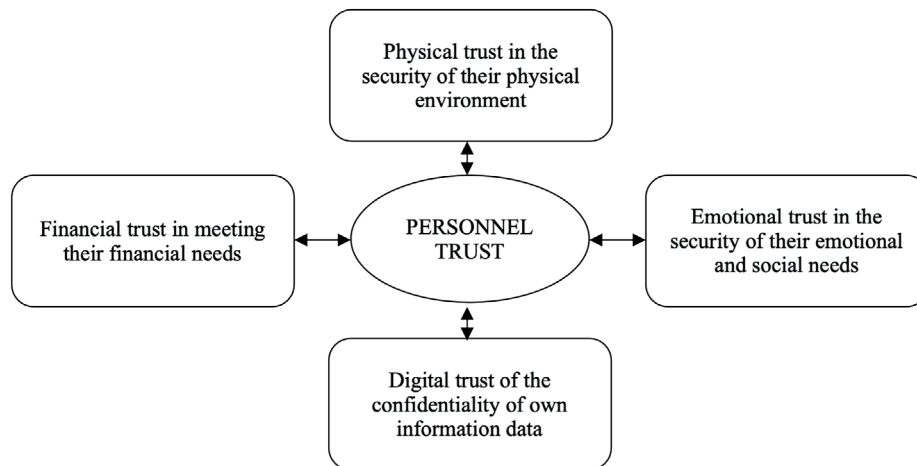 Physical trust in the
security of their physical
environment
Financial trust in meeting
their financial needs
PERSONNEL
TRUST
Emotional trust in the
security of their emotional
and social needs
Digital trust of the
confidentiality of own
information data